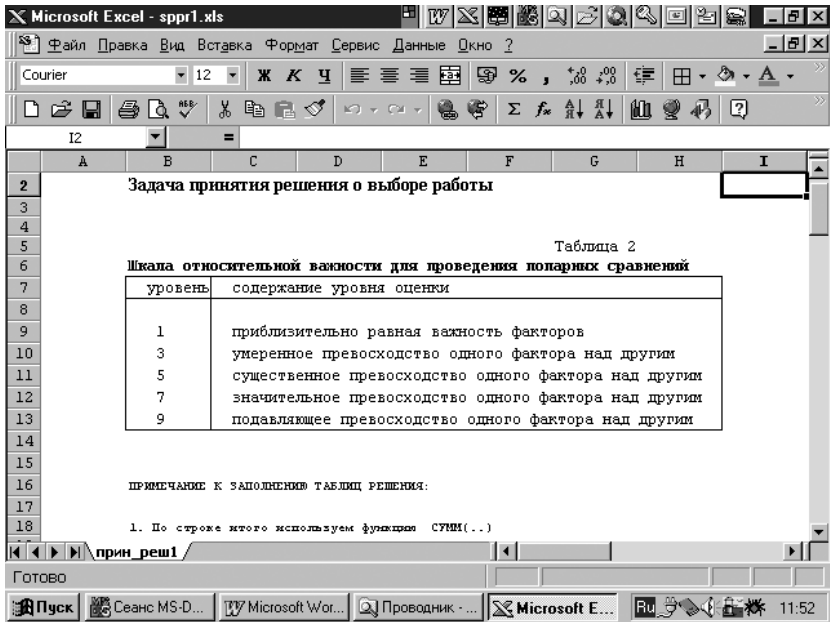 Microsoft Excel - sppr1.xls
Файл Правка Вид Вставка Формат Сервис Данные Окно ?
Courier 12 Ж К Ч % ,
I2 =
A B C D E F G H I
2 Задача принятия решения о выборе работы
3
4
5 Таблица 2
6 Шкала относительной важности для проведения попарных сравнений
7 уровень содержание уровня оценки
8
9 1 приблизительно равная важность факторов
10 3 умеренное превосходство одного фактора над другим
11 5 существенное превосходство одного фактора над другим
12 7 значительное превосходство одного фактора над другим
13 9 подавляющее превосходство одного фактора над другим
14
15
16 ПРИМЕЧАНИЕ К ЗАПОЛНЕНИЮ ТАБЛИЦ РЕШЕНИЯ:
17
18 1. По строке итого используем функцию СУММ(..)
прин_реш1
Готово
Пуск Сеанс MS-D... Microsoft Wor... Проводник - ... Microsoft E... Ru 11:52